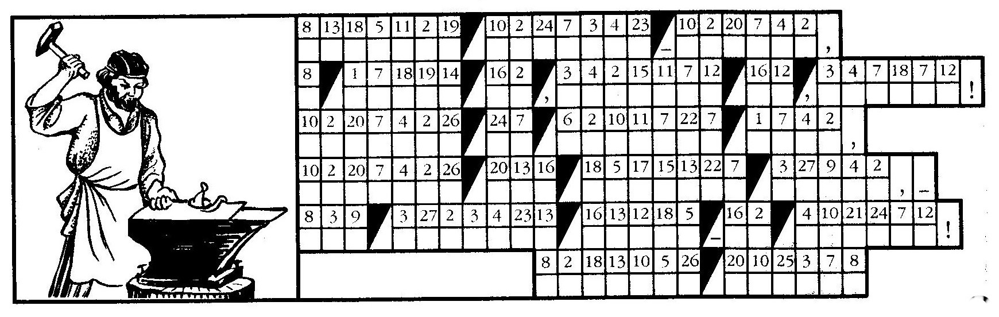 8 13 18 5 11 2 19 10 2 24 7 3 4 23 – 10 2 20 7 4 2 ,
8 1 7 18 19 14 16 2 , 3 4 2 15 11 7 12 16 12 , 3 4 7 18 7 12 !
10 2 20 7 4 2 26 24 7 6 2 10 11 7 22 7 1 7 4 2 ,
10 2 20 7 4 2 26 20 13 16 18 5 17 15 13 22 7 3 27 9 4 2 , –
8 3 9 3 27 2 3 4 23 13 16 13 12 18 5 – 16 2 4 10 21 24 7 12 !
8 2 18 13 10 5 26 20 10 25 3 7 8